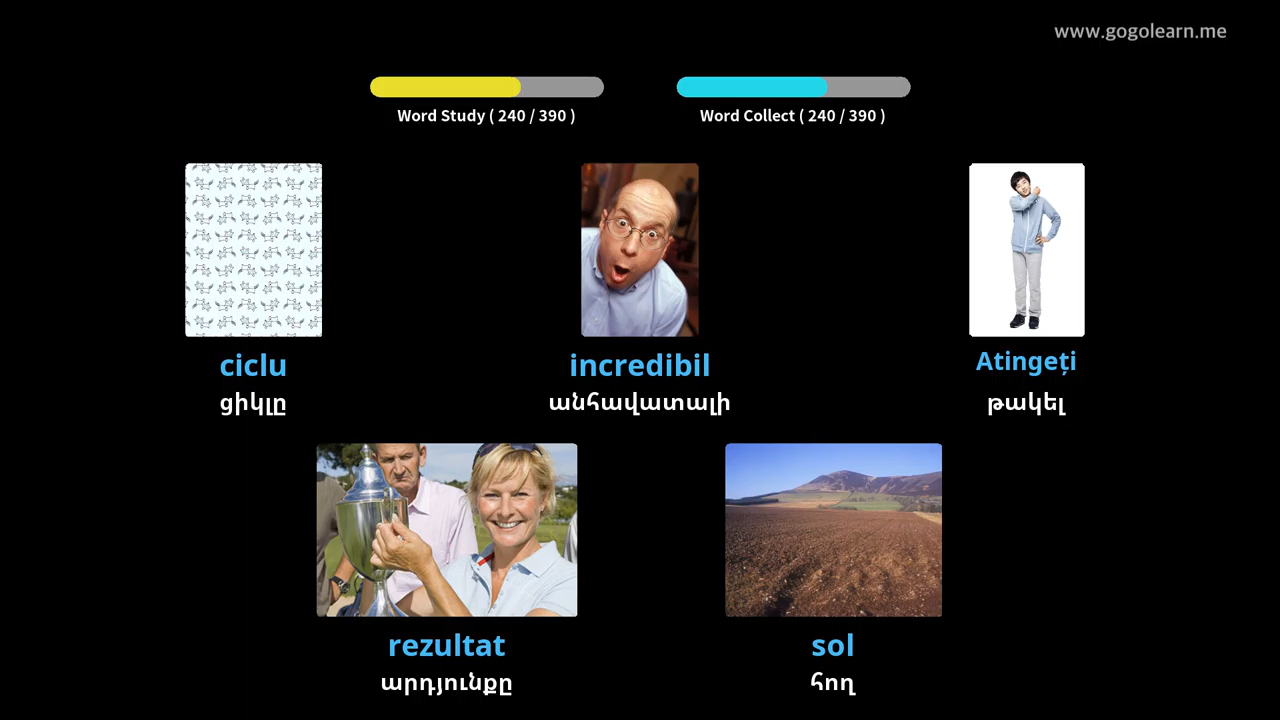 www.gogolearn.me
Word Study ( 240 / 390 )
Word Collect ( 240 / 390 )
ciclu
ցիկլը
incredibil
անհավատալի
Atingeți
թակել
rezultat
արդյունքը
sol
հող